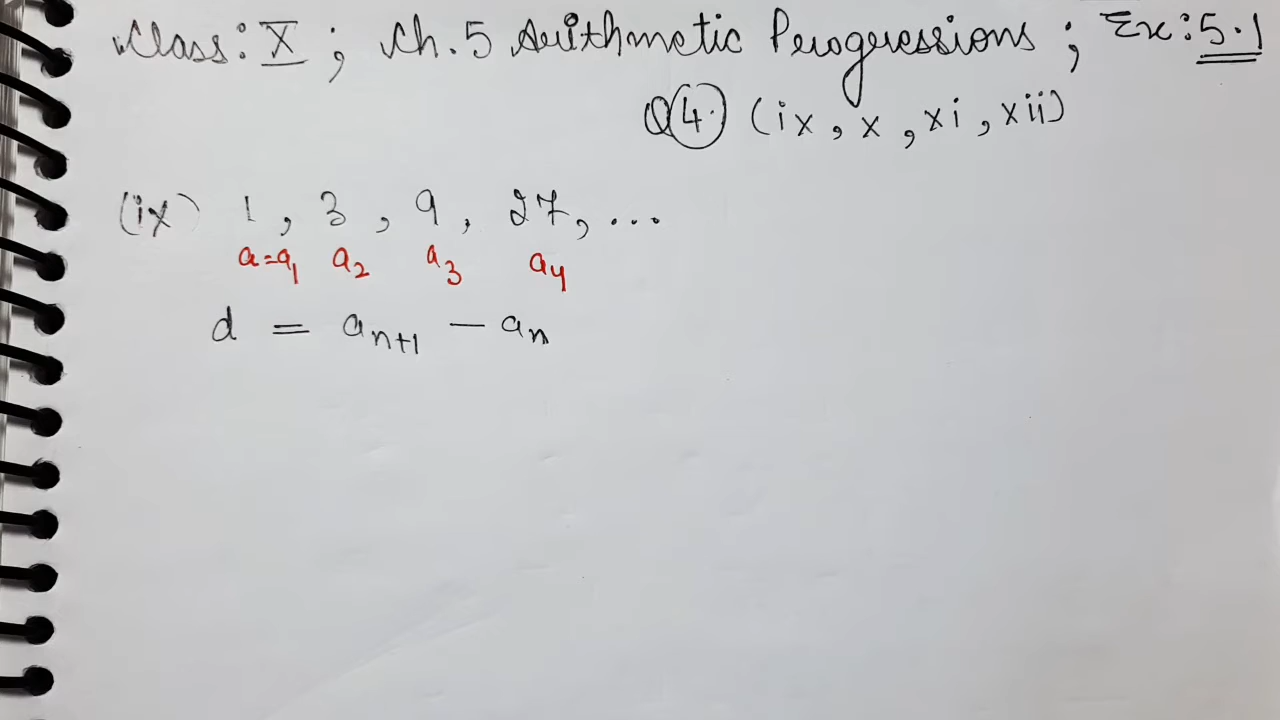 Class: X ; Ch. 5 Arithmetic Progressions ; Ex: 5.1
Q4. (ix, x, xi, xii)
(ix) 1, 3, 9, 27, ...
a=a₁ a₂ a₃ a₄
d = aₙ₊₁ − aₙ